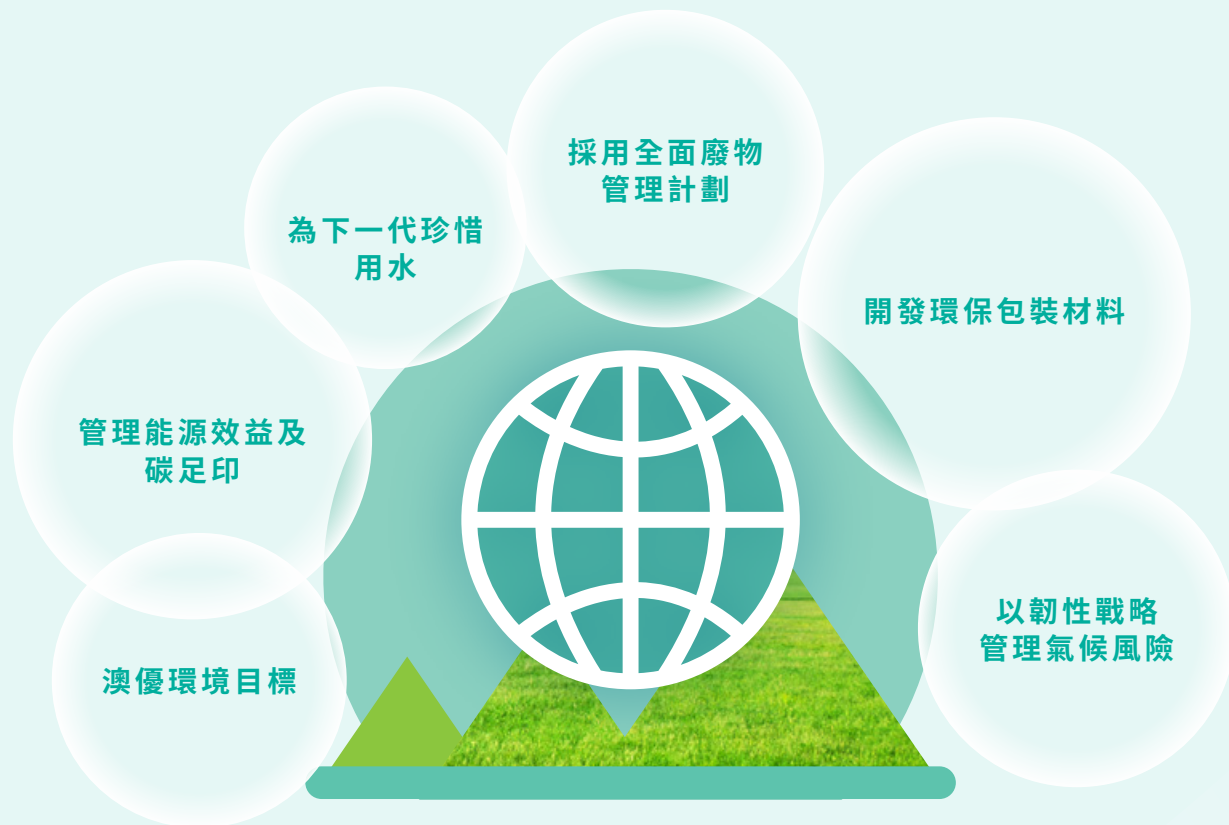 澳優環境目標
管理能源效益及
碳足印
為下一代珍惜
用水
採用全面廢物
管理計劃
開發環保包裝材料
以韌性戰略
管理氣候風險